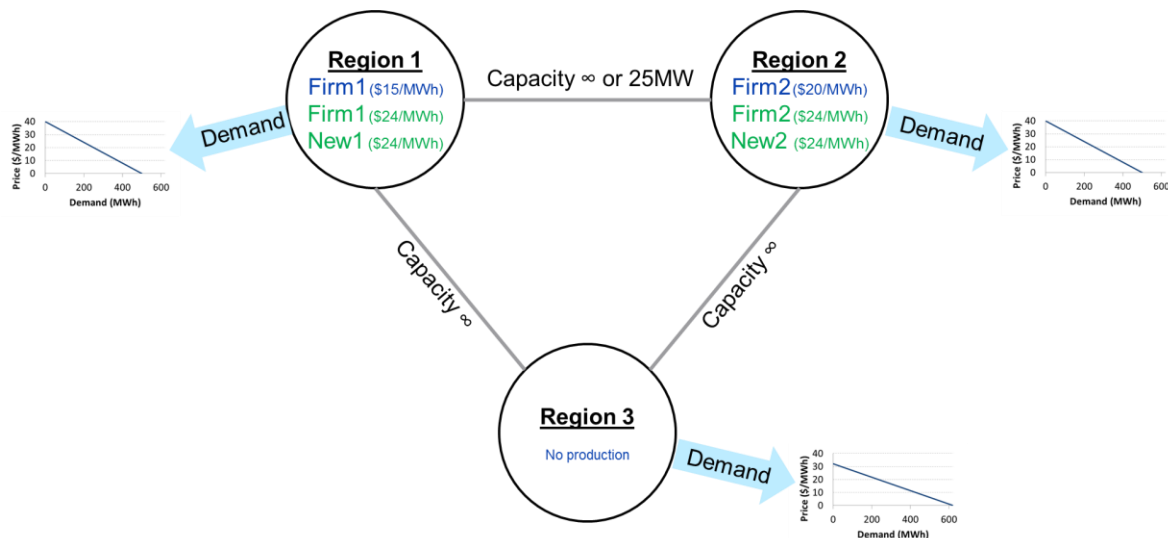 Region 1
Firm1 ($15/MWh)
Firm1 ($24/MWh)
New1 ($24/MWh)
Capacity ∞ or 25MW
Region 2
Firm2 ($20/MWh)
Firm2 ($24/MWh)
New2 ($24/MWh)
Demand
Price ($/MWh)
40
30
20
10
0
0 200 400 600
Demand (MWh)
Demand
Price ($/MWh)
40
30
20
10
0
0 200 400 600
Demand (MWh)
Capacity ∞
Capacity ∞
Region 3
No production
Demand
Price ($/MWh)
40
30
20
10
0
0 200 400 600
Demand (MWh)